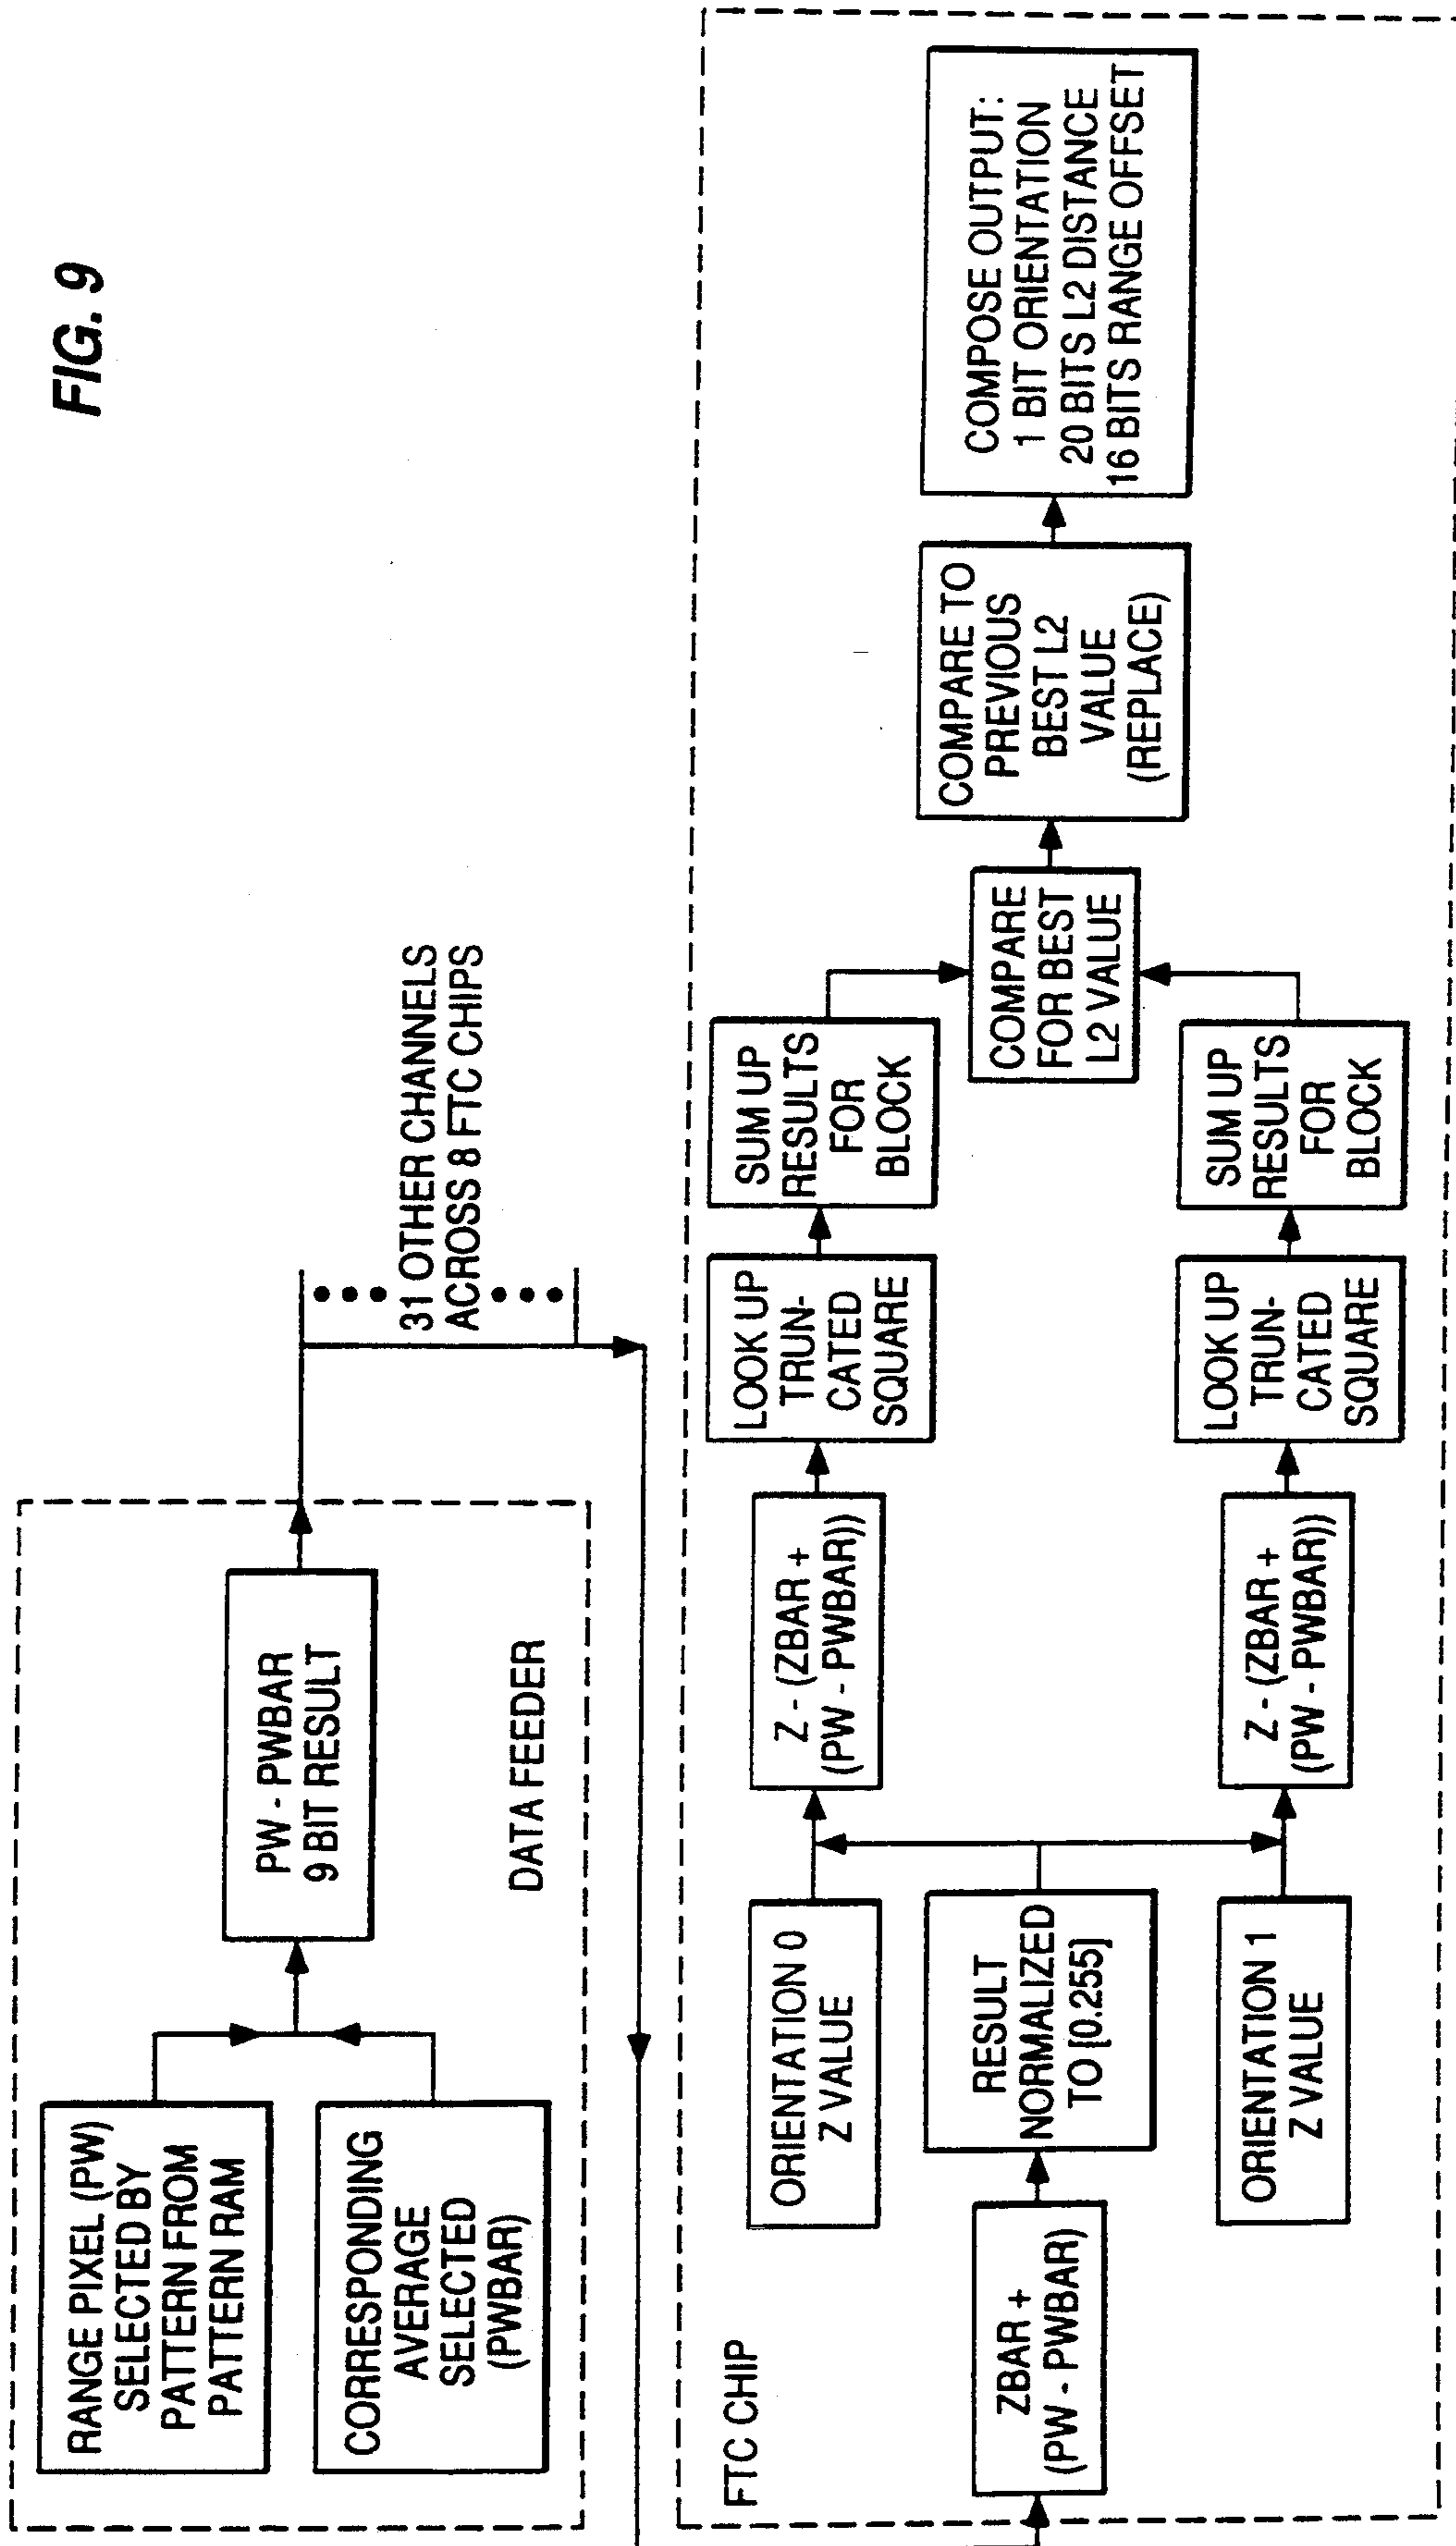 FIG. 9
RANGE PIXEL (PW)
SELECTED BY
PATTERN FROM
PATTERN RAM
CORRESPONDING
AVERAGE
SELECTED
(PWBAR)
PW - PWBAR
9 BIT RESULT
DATA FEEDER
31 OTHER CHANNELS
ACROSS 8 FTC CHIPS
FTC CHIP
ZBAR +
(PW - PWBAR)
ORIENTATION 0
Z VALUE
RESULT
NORMALIZED
TO [0.255]
ORIENTATION 1
Z VALUE
Z - (ZBAR +
(PW - PWBAR))
Z - (ZBAR +
(PW - PWBAR))
LOOK UP
TRUN-
CATED
SQUARE
LOOK UP
TRUN-
CATED
SQUARE
SUM UP
RESULTS
FOR
BLOCK
SUM UP
RESULTS
FOR
BLOCK
COMPARE
FOR BEST
L2 VALUE
COMPARE TO
PREVIOUS
BEST L2
VALUE
(REPLACE)
COMPOSE OUTPUT:
1 BIT ORIENTATION
20 BITS L2 DISTANCE
16 BITS RANGE OFFSET